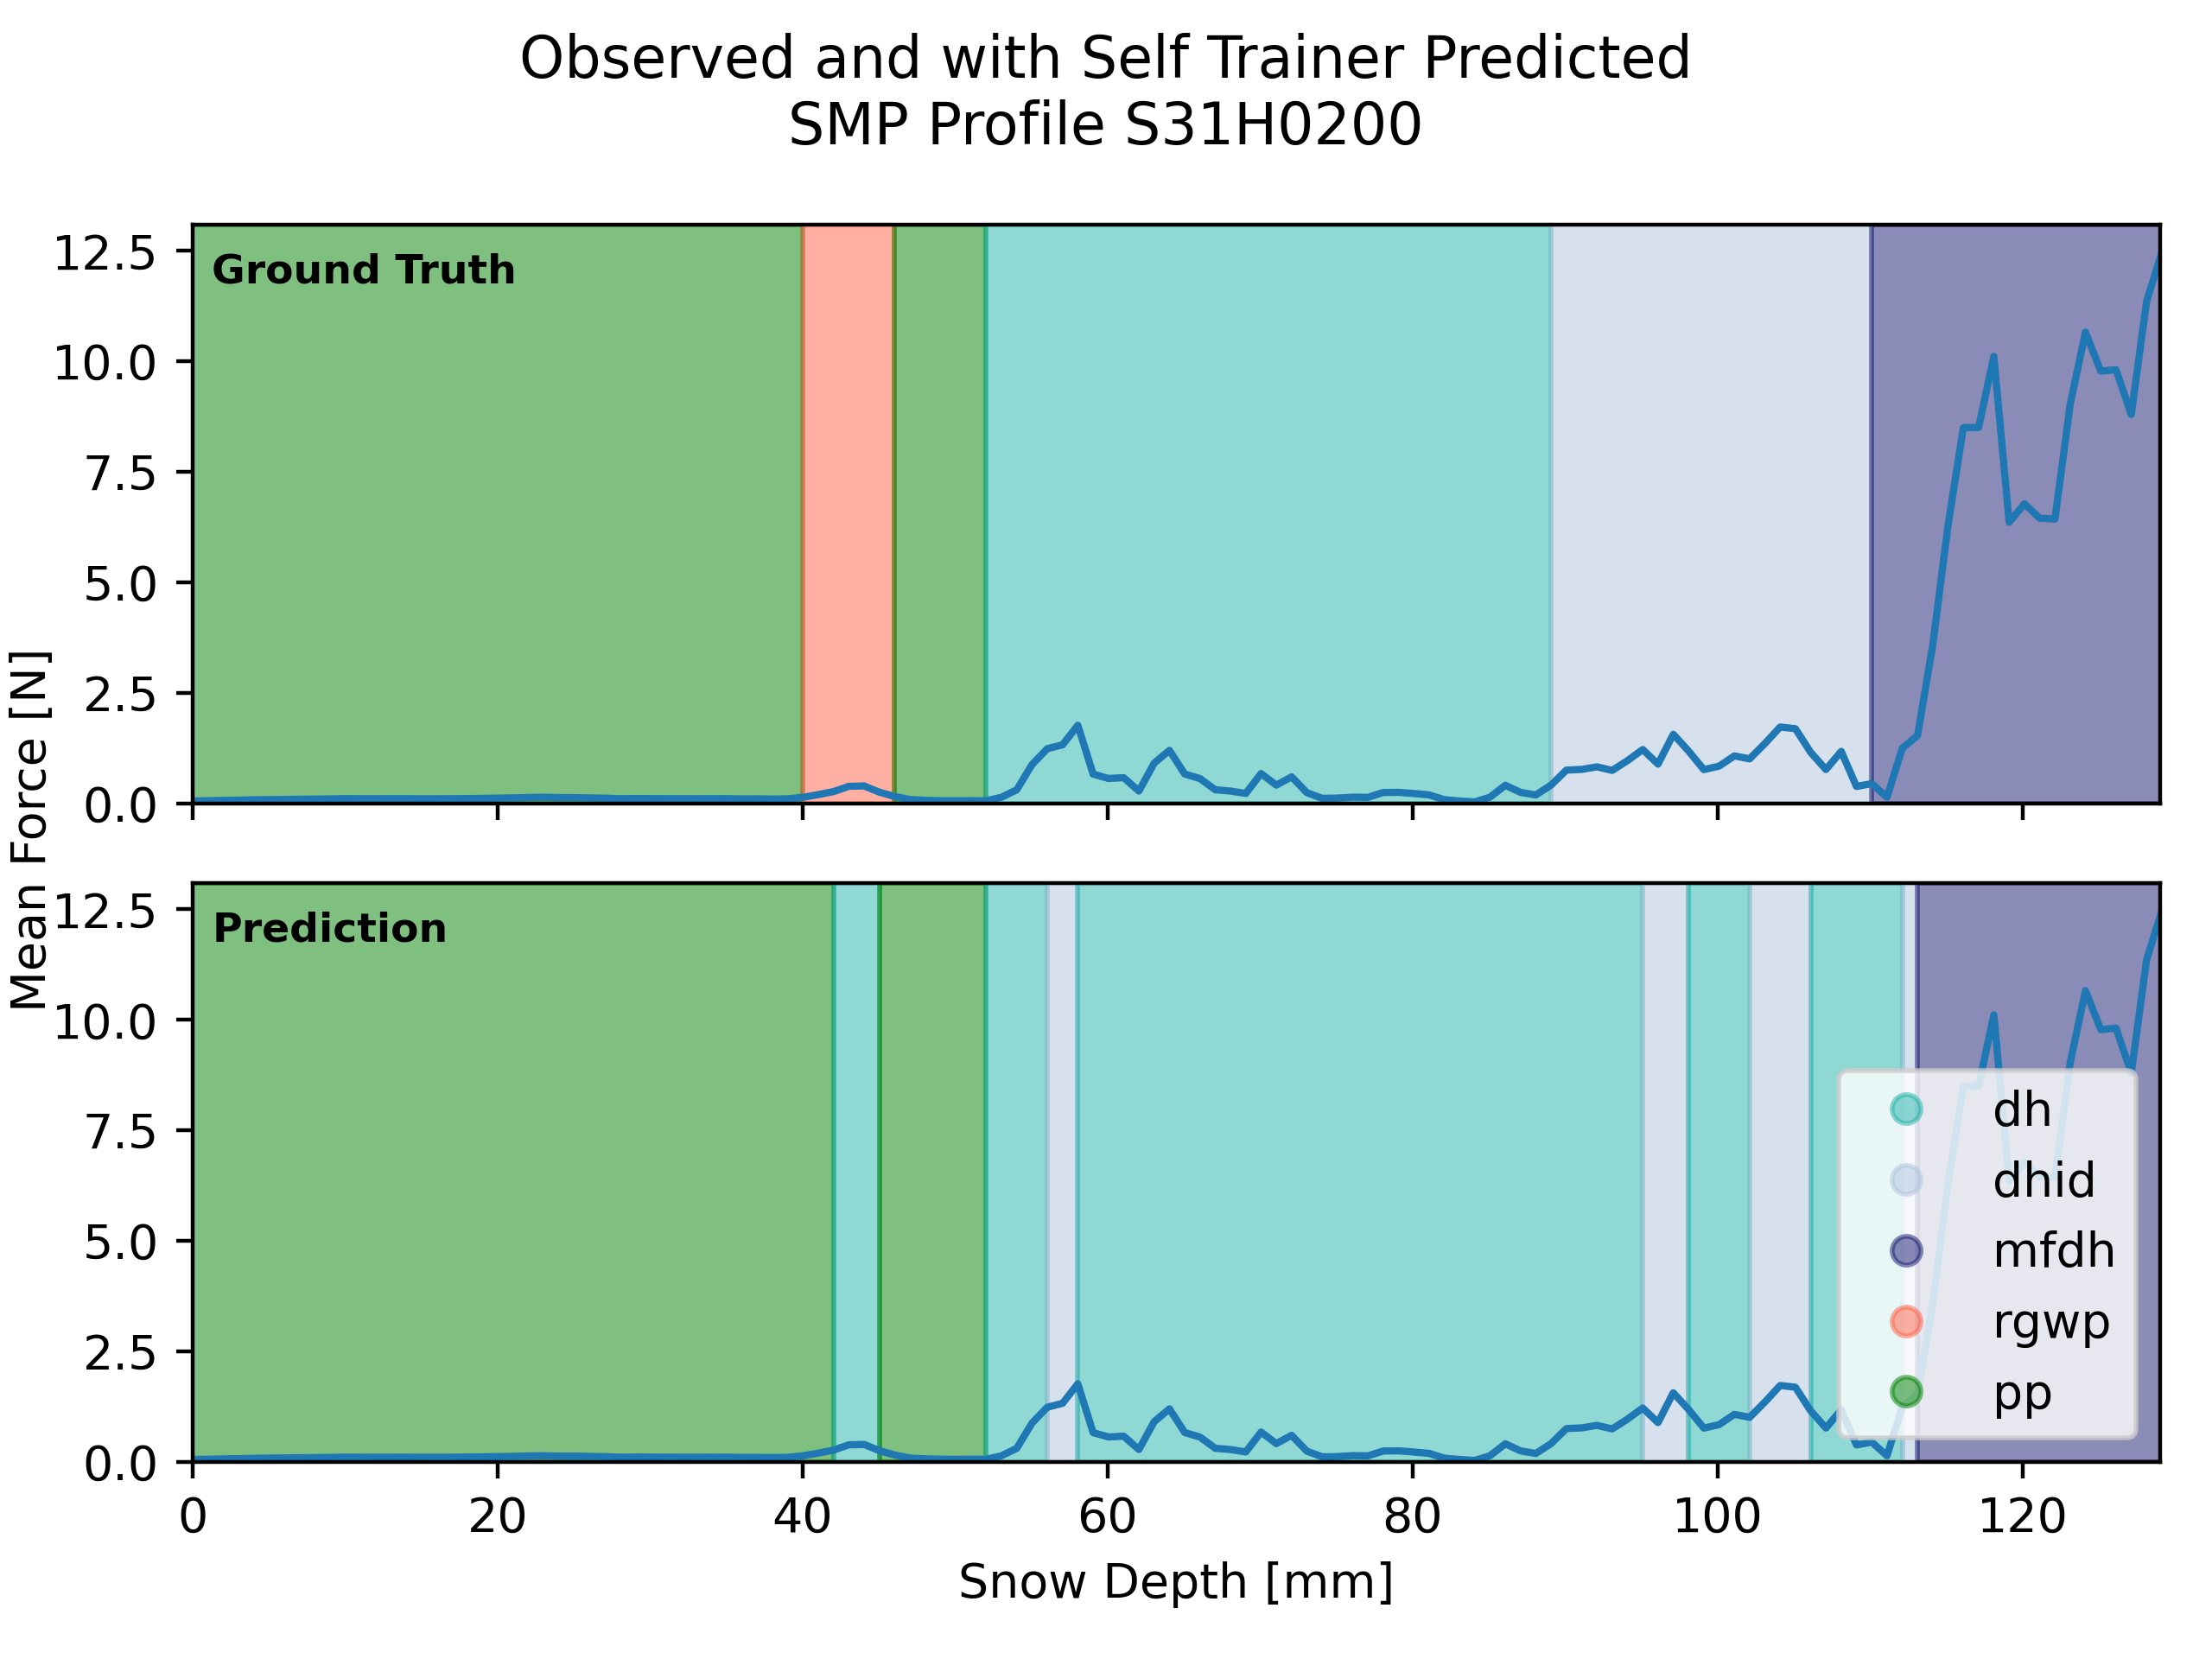 Observed and with Self Trainer Predicted
SMP Profile S31H0200
Ground Truth
12.5
10.0
7.5
5.0
2.5
0.0
Mean Force [N]
Prediction
12.5
10.0
7.5
5.0
2.5
0.0
dh
dhid
mfdh
rgwp
pp
0 20 40 60 80 100 120
Snow Depth [mm]